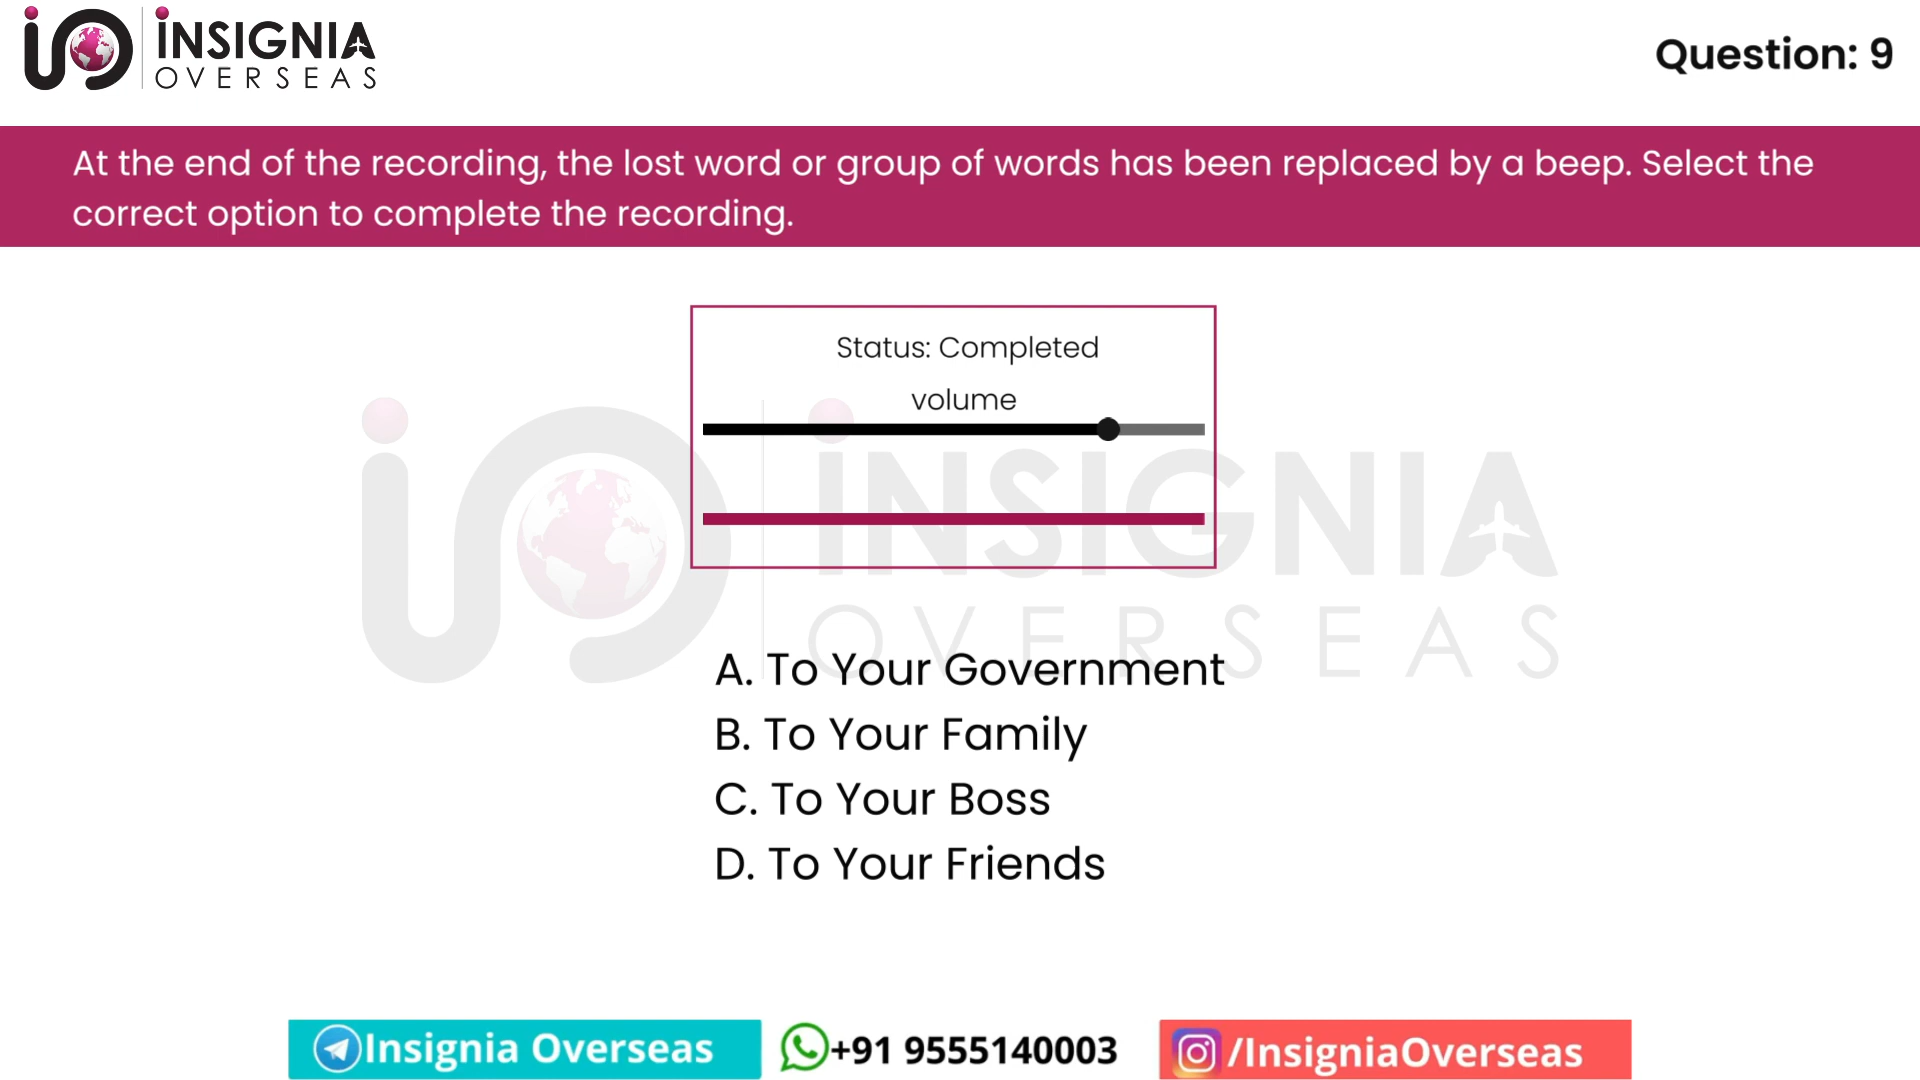 INSIGNIA
OVERSEAS
Question: 9
At the end of the recording, the lost word or group of words has been replaced by a beep. Select the
correct option to complete the recording.
Status: Completed
volume
INSIGNIA
OVERSEAS
A. To Your Government
B. To Your Family
C. To Your Boss
D. To Your Friends
Insignia Overseas
+91 9555140003
/InsigniaOverseas